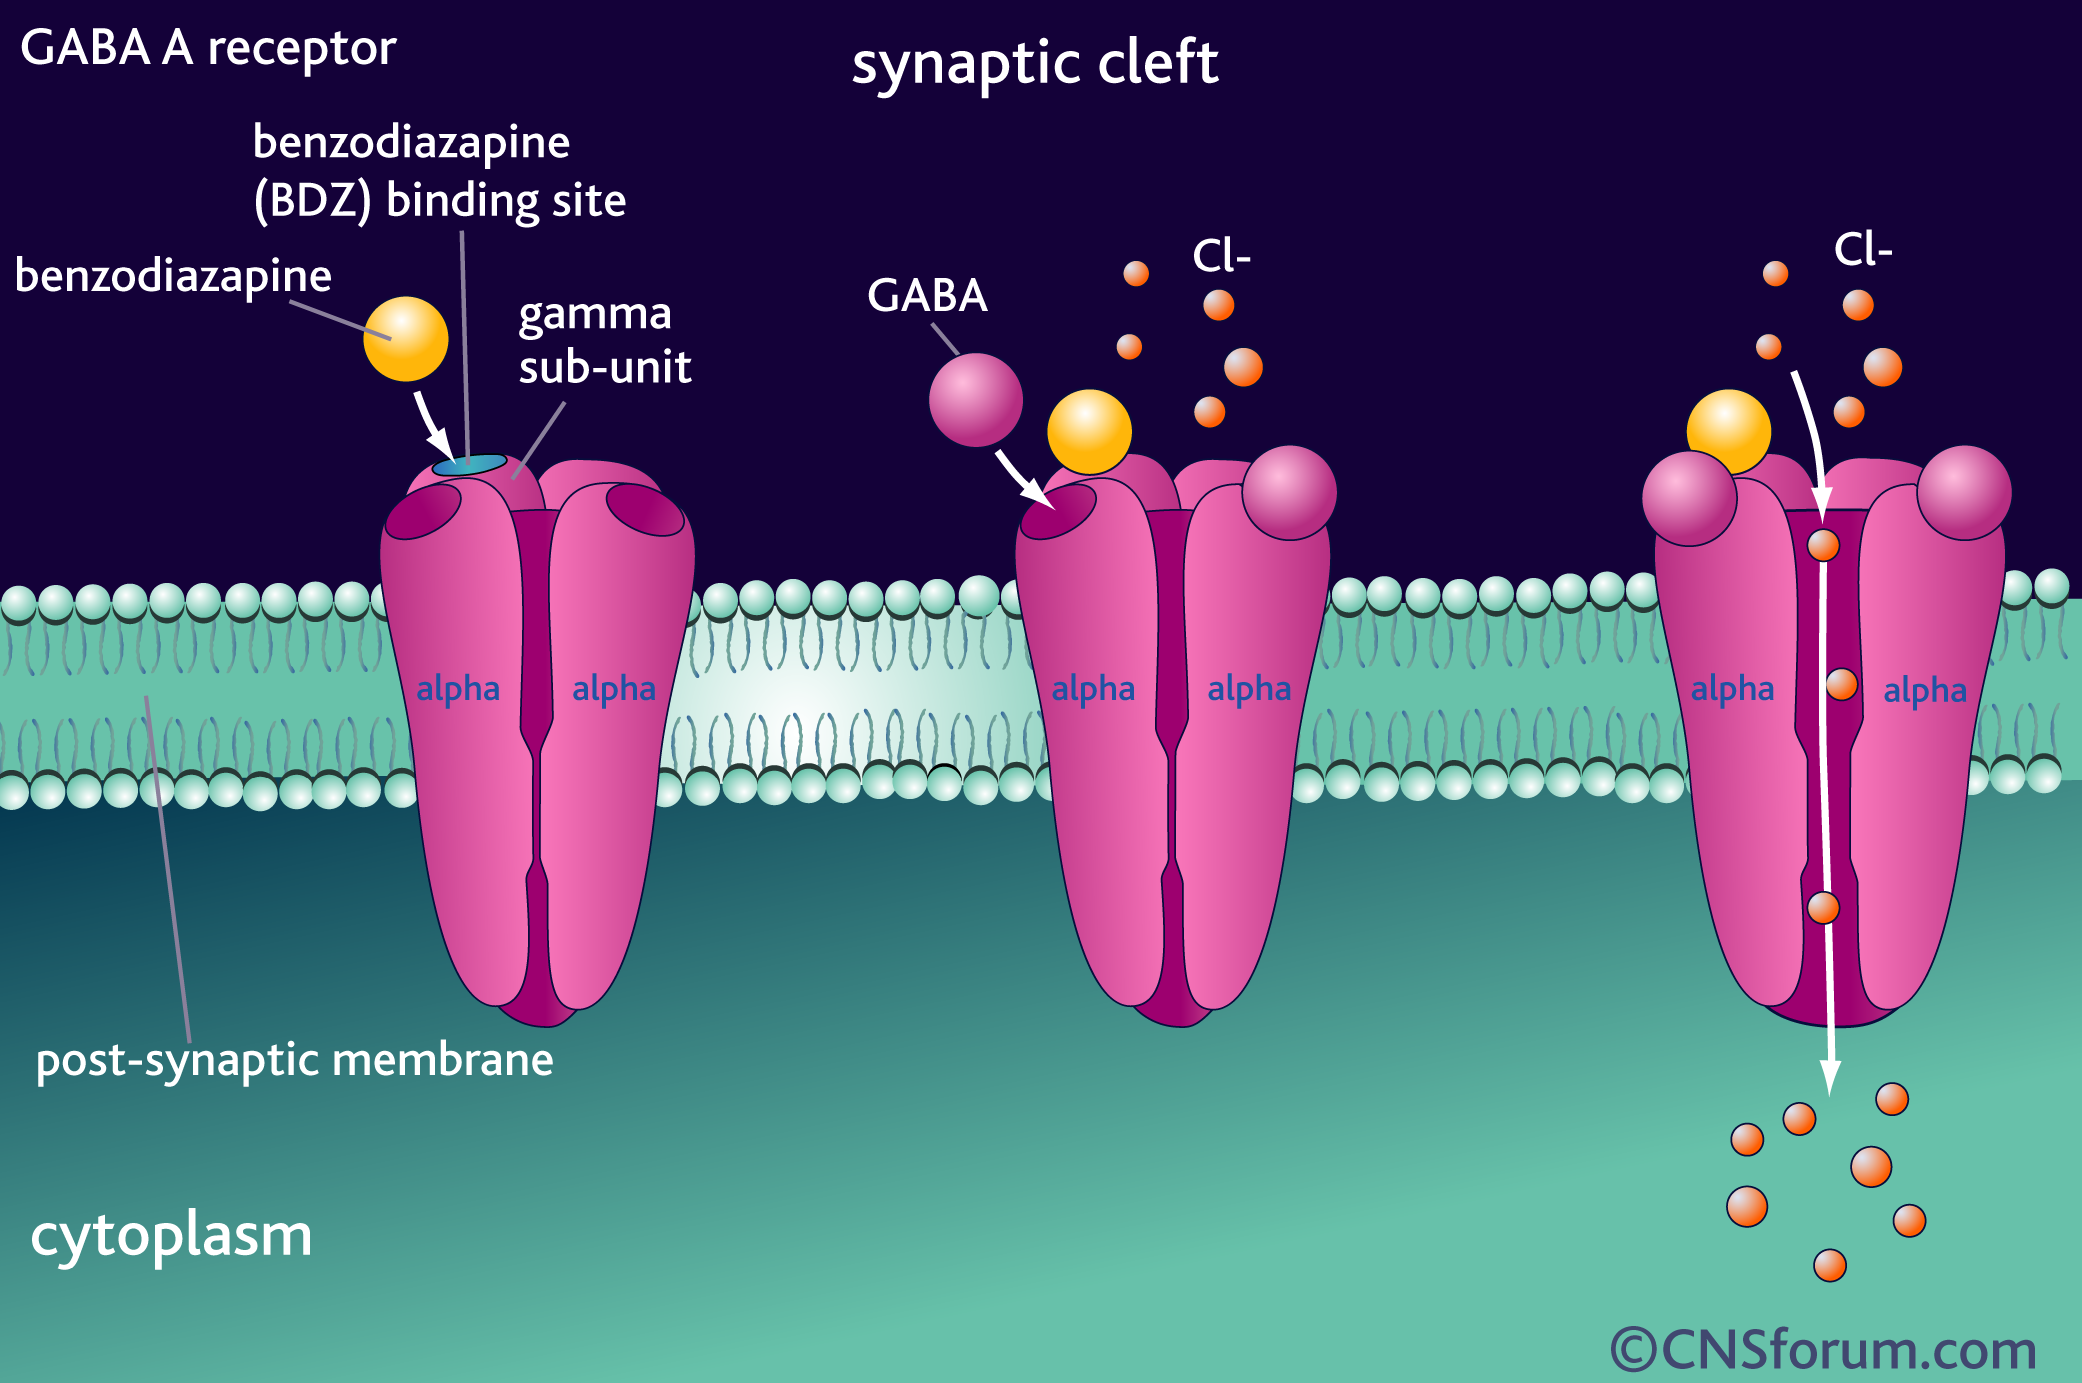 GABA A receptor
synaptic cleft
benzodiazapine
(BDZ) binding site
benzodiazapine
gamma
sub-unit
GABA
Cl-
Cl-
alpha
alpha
alpha
alpha
alpha
alpha
post-synaptic membrane
cytoplasm
©CNSforum.com